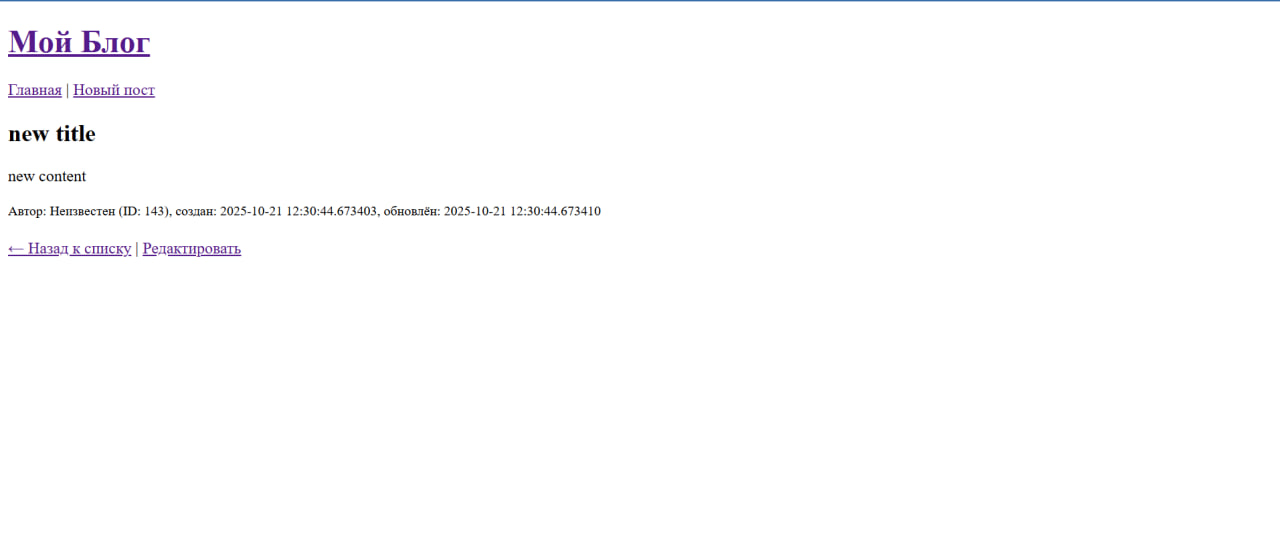 Мой Блог
Главная | Новый пост
new title
new content
Автор: Неизвестен (ID: 143), создан: 2025-10-21 12:30:44.673403, обновлён: 2025-10-21 12:30:44.673410
← Назад к списку | Редактировать